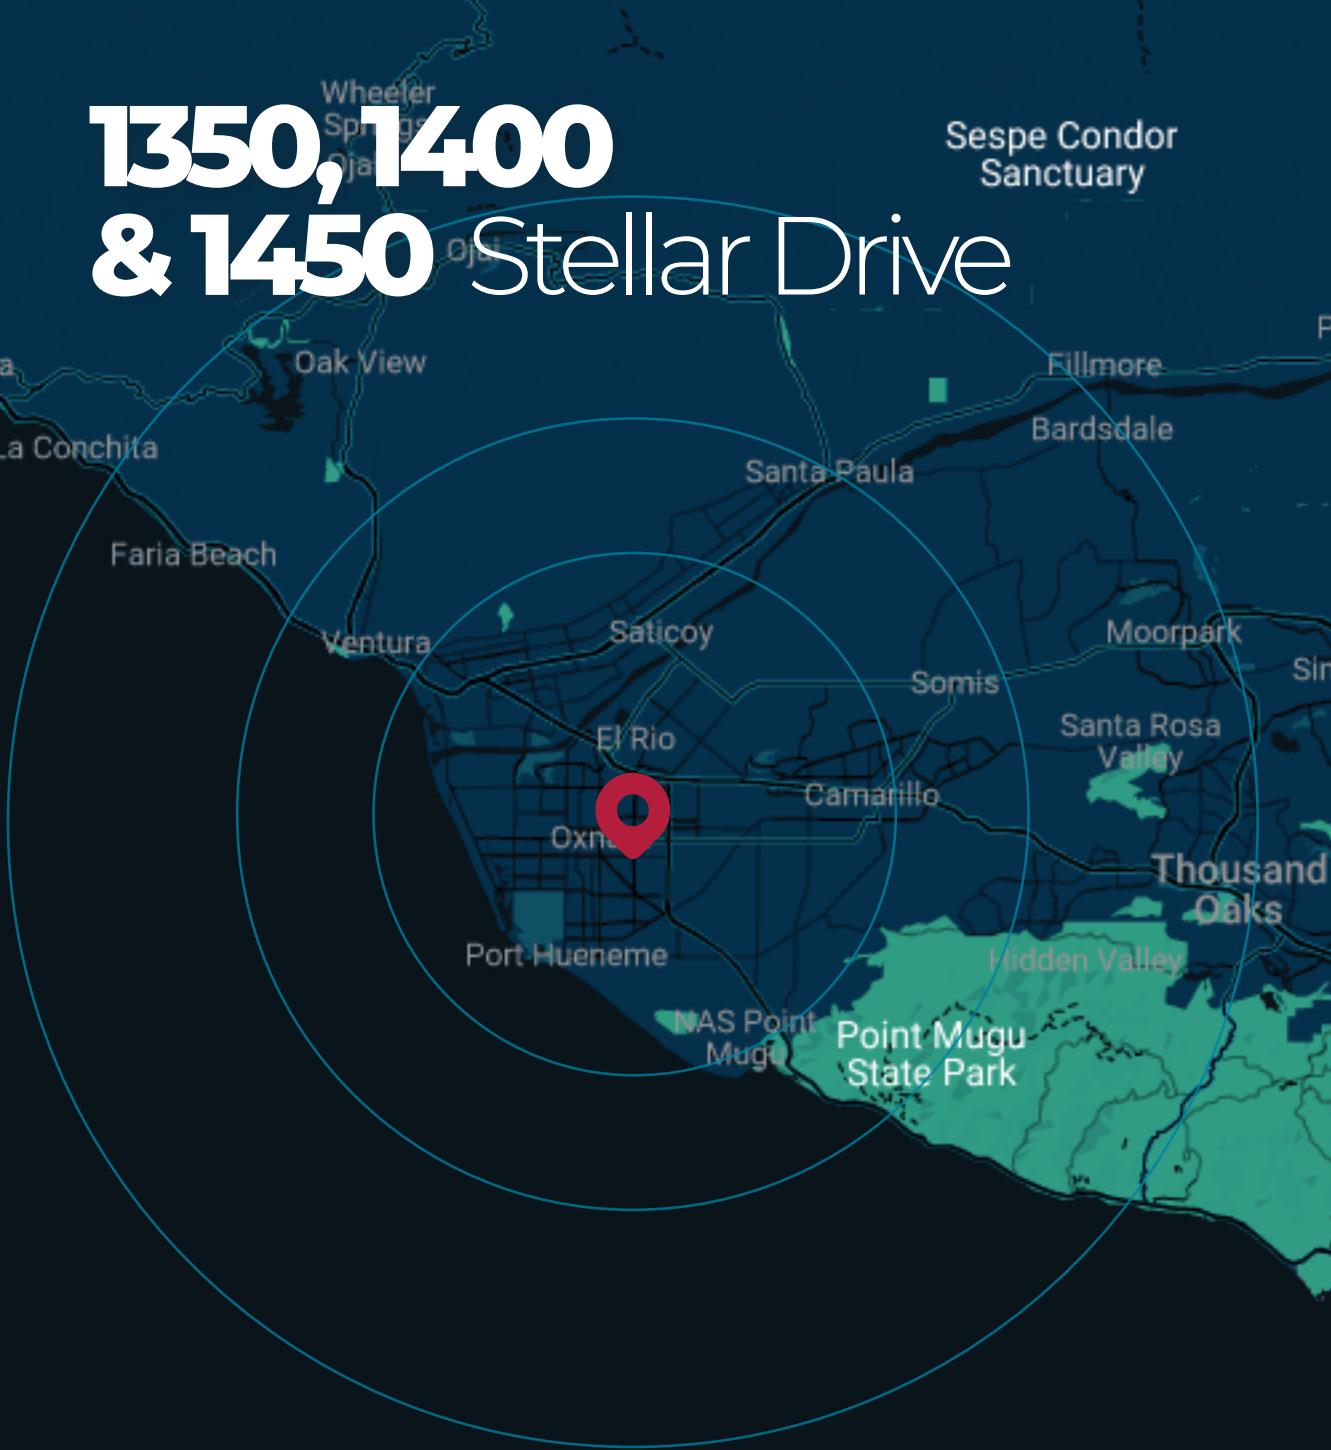 1350, 1400
& 1450 Stellar Drive
Wheeler
Springs
Sespe Condor
Sanctuary
Ojai
Oak View
Fillmore
Bardsdale
La Conchita
Santa Paula
Faria Beach
Ventura
Saticoy
Moorpark
Somis
Santa Rosa
Valley
El Rio
Camarillo
Thousand
Oaks
Port Hueneme
Hidden Valley
NAS Point
Mugu
Point Mugu
State Park